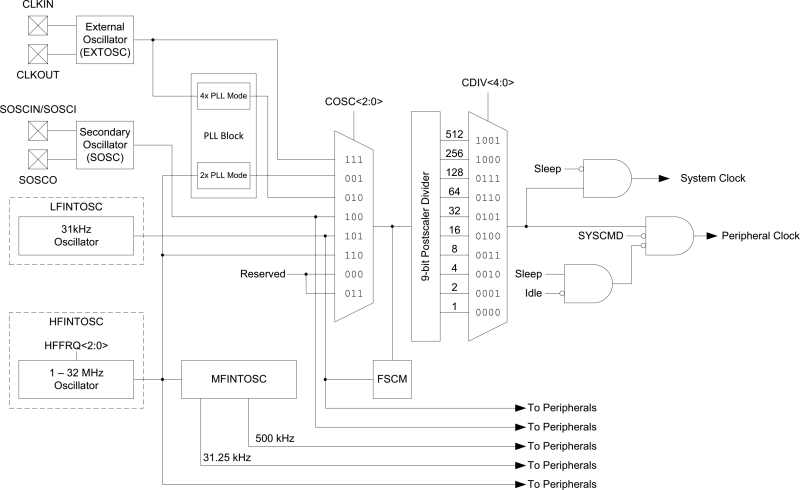 CLKIN
External
Oscillator
(EXTOSC)
CLKOUT
4x PLL Mode
PLL Block
2x PLL Mode
SOSCIN/SOSCI
Secondary
Oscillator
(SOSC)
SOSCO
LFINTOSC
31kHz
Oscillator
Reserved
HFINTOSC
HFFRQ<2:0>
1 – 32 MHz
Oscillator
MFINTOSC
500 kHz
31.25 kHz
COSC<2:0>
111
001
010
100
101
110
000
011
FSCM
9-bit Postscaler Divider
CDIV<4:0>
512 1001
256 1000
128 0111
64 0110
32 0101
16 0100
8 0011
4 0010
2 0001
1 0000
Sleep
System Clock
SYSCMD
Peripheral Clock
Sleep
Idle
To Peripherals
To Peripherals
To Peripherals
To Peripherals
To Peripherals